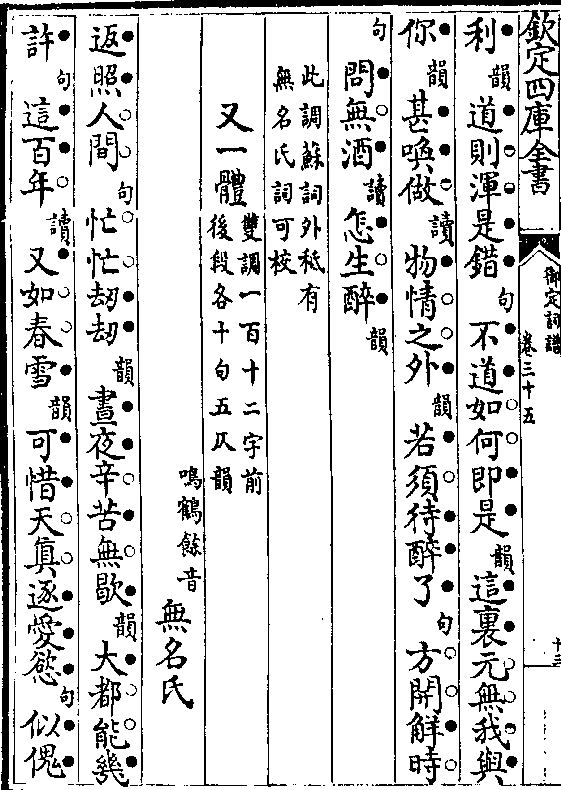 欽定四庫全書
御定詞譜
卷三十五
十三
利韻道則渾是錯句不道如何即是韻這裏元無我與
你韻甚喚做讀物情之外韻若須待醉了句方開解時
句問無酒讀怎生醉韻
此調蘇詞外秪有
無名氏詞可校
又一體
雙調一百十二字前
後段各十句五仄韻
鳴鶴餘音
無名氏
返照人間句忙忙刼刼韻晝夜辛苦無歇韻大都能幾
許句這百年讀又如春雪韻可惜天真逐愛慾句似傀